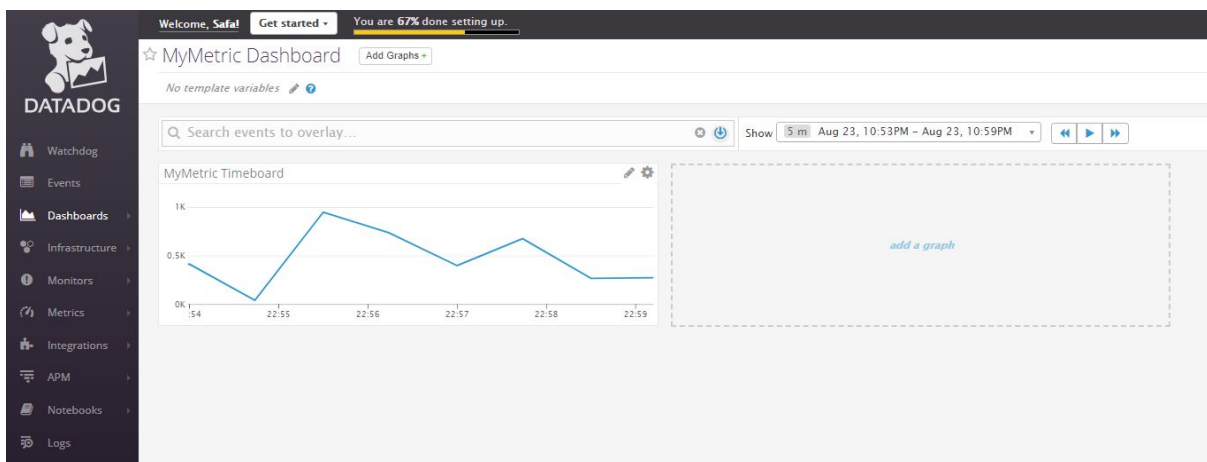 Welcome, Safa! Get started You are 67% done setting up.
MyMetric Dashboard Add Graphs +
No template variables ?
DATADOG
Search events to overlay... Show 5 m Aug 23, 10:53PM – Aug 23, 10:59PM
Watchdog
Events
Dashboards
Infrastructure
Monitors
Metrics
Integrations
APM
Notebooks
Logs
MyMetric Timeboard
1K
0.5K
0K
:54 22:55 22:56 22:57 22:58 22:59
add a graph